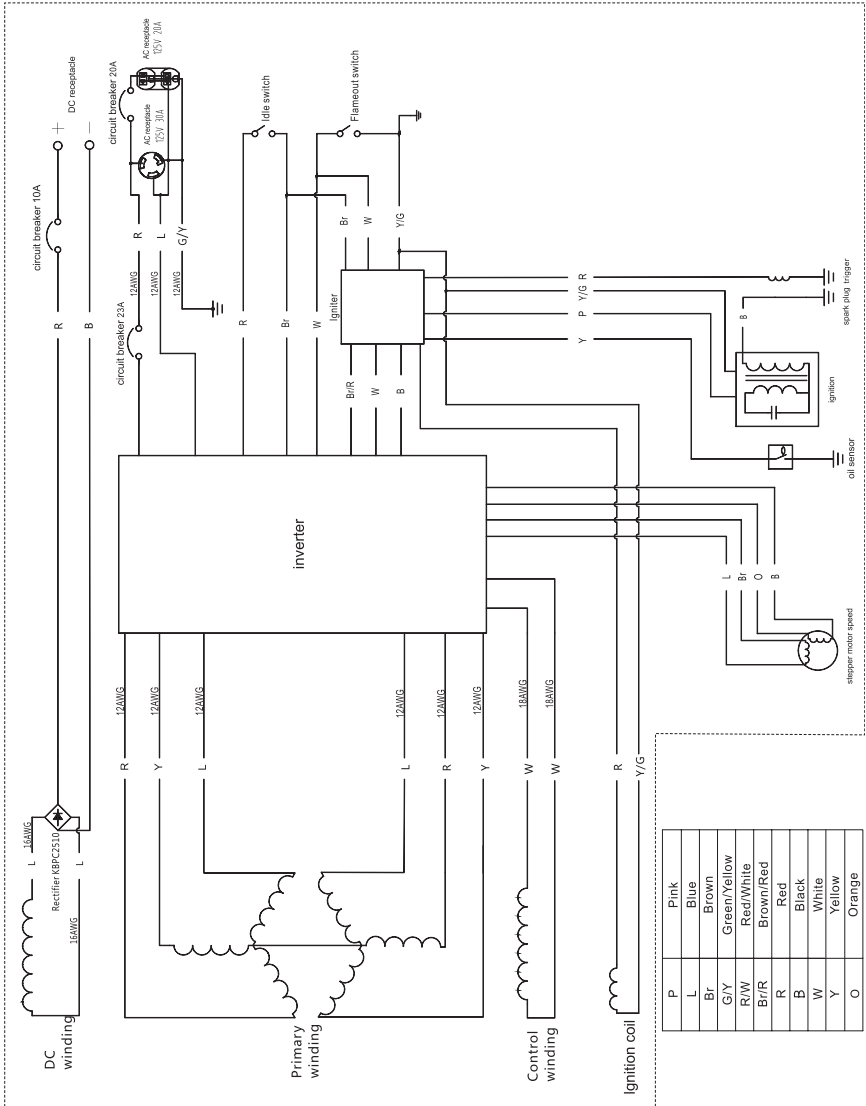 DC receptacle
+
−
circuit breaker 10A
R
B
16AWG
L
L
Rectifier KBPC2510
16AWG
DC
winding
AC receptacle
125V 20A
circuit breaker 20A
AC receptacle
125V 30A
R
L
G/Y
12AWG
12AWG
12AWG
circuit breaker 23A
Idle switch
Flameout switch
R
Br
W
Br
W
Y/G
Igniter
Br/R
W
B
inverter
R
Y/G
P
Y
B
spark plug
trigger
ignition
oil sensor
L
Br
O
B
stepper motor speed
12AWG
12AWG
12AWG
12AWG
12AWG
12AWG
18AWG
18AWG
R
Y
L
L
R
Y
W
W
R
Y/G
Primary
winding
Control
winding
Ignition coil
P Pink
L Blue
Br Brown
G/Y Green/Yellow
R/W Red/White
Br/R Brown/Red
R Red
B Black
W White
Y Yellow
O Orange